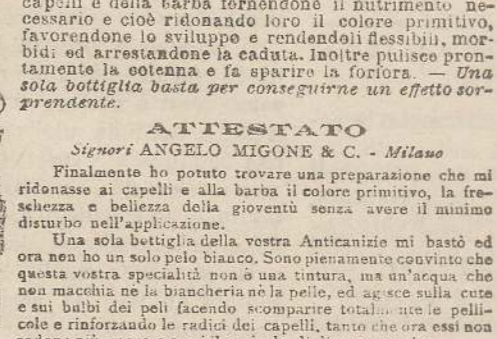 capelli e della barba fornendone il nutrimento ne-
cessario e cioè ridonando loro il colore primitivo,
favorendone lo sviluppo e rendendoli flessibili, mor-
bidi ed arrestandone la caduta. Inoltre pulisce pron-
tamente la cotenna e fa sparire la forfora. — Una
sola bottiglia basta per conseguirne un effetto sor-
prendente.
ATTESTATO
Signori ANGELO MIGONE & C. - Milano
Finalmente ho potuto trovare una preparazione che mi
ridonasse ai capelli e alla barba il colore primitivo, la fre-
schezza e bellezza della gioventù senza avere il minimo
disturbo nell'applicazione.
Una sola bottiglia della vostra Anticanizie mi bastò ed
ora non ho un solo pelo bianco. Sono pienamente convinto che
questa vostra specialità non è una tintura, ma un'acqua che
non macchia nè la biancheria nè la pelle, ed agisce sulla cute
e sui bulbi dei peli facendo scomparire totalmente le pelli-
cole e rinforzando le radici dei capelli, tanto che ora essi non